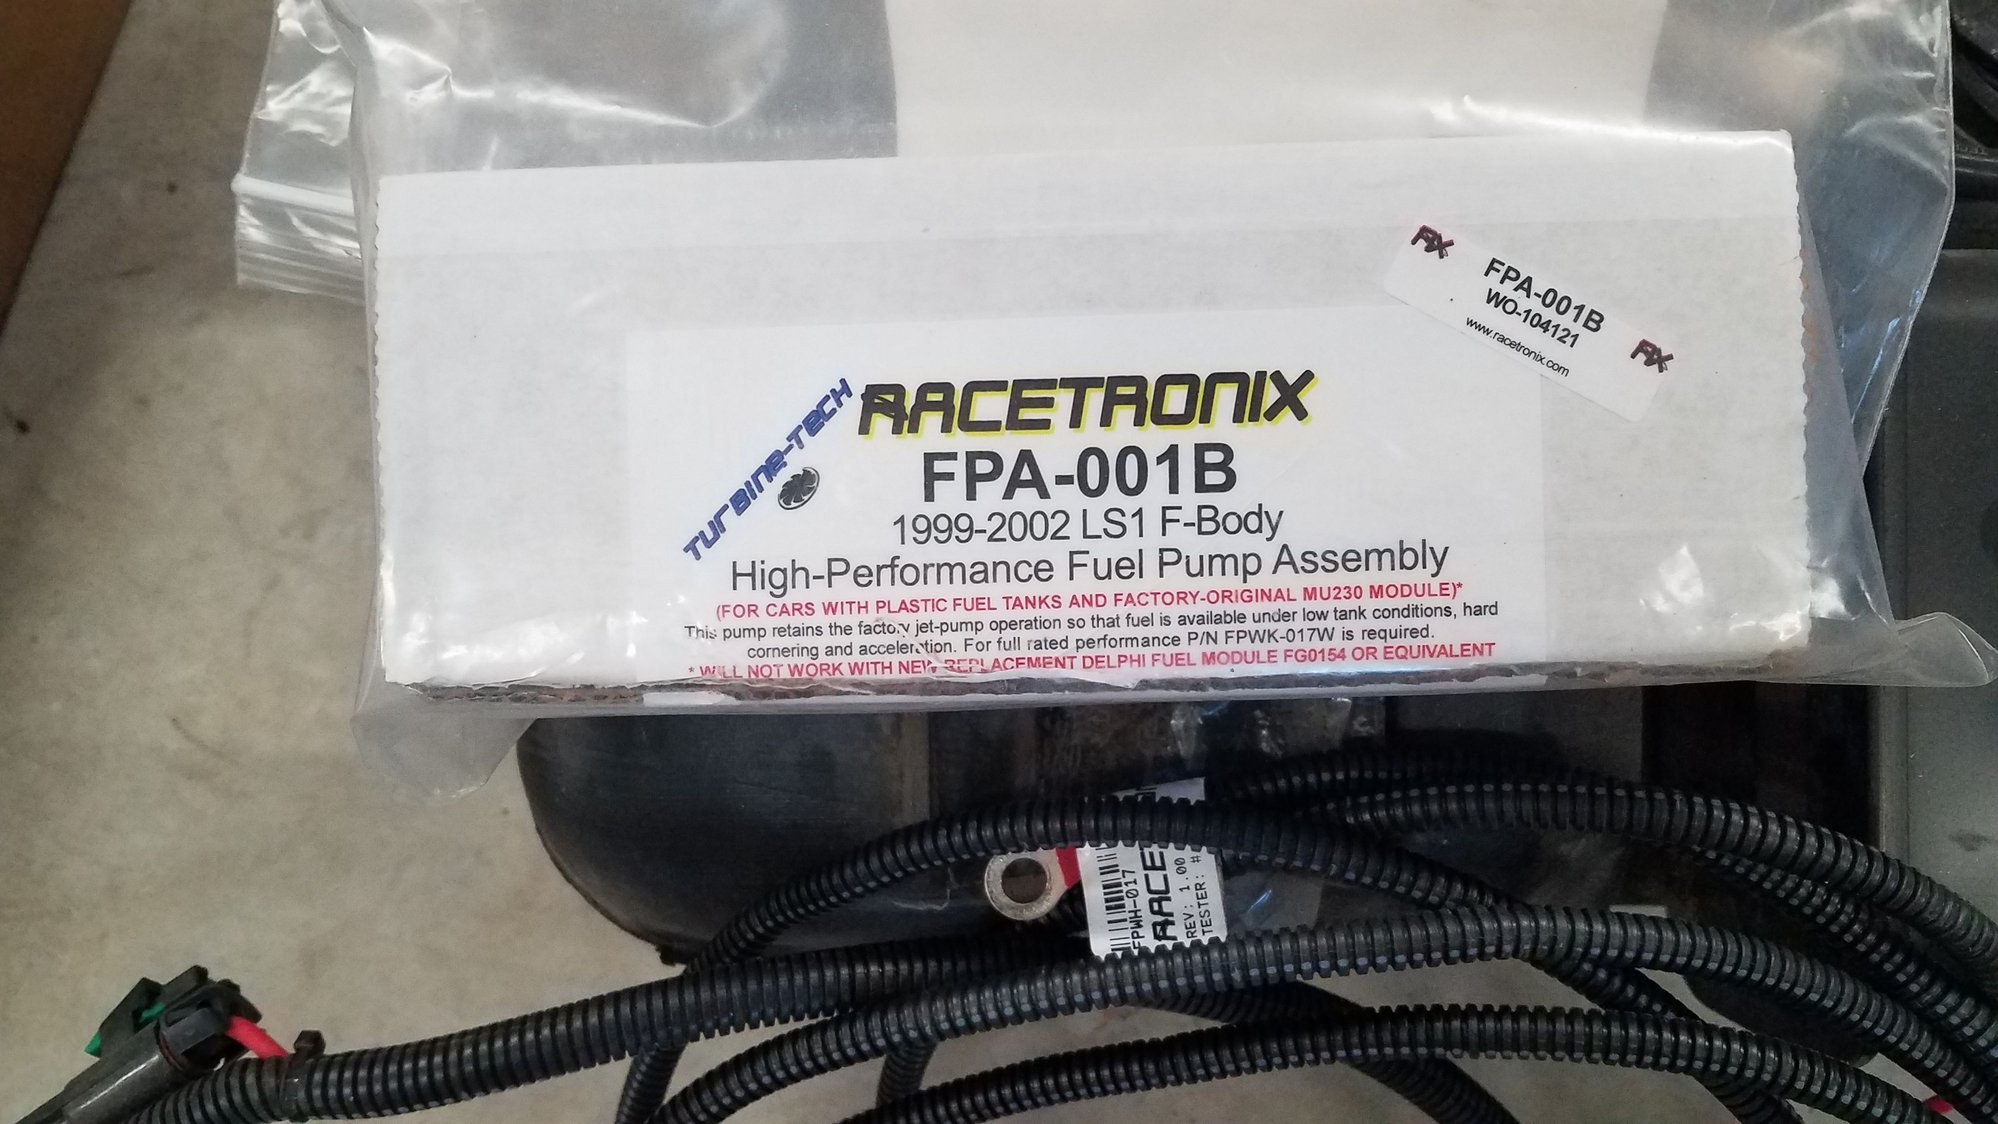 RX
FPA-001B
WO-104121
www.racetronix.com
RX
TURBINE-TECH
RACETRONIX
FPA-001B
1999-2002 LS1 F-Body
High-Performance Fuel Pump Assembly
(FOR CARS WITH PLASTIC FUEL TANKS AND FACTORY-ORIGINAL MU230 MODULE)*
This pump retains the factory jet-pump operation so that fuel is available under low tank conditions, hard
cornering and acceleration. For full rated performance P/N FPWK-017W is required.
* WILL NOT WORK WITH NEW REPLACEMENT DELPHI FUEL MODULE FG0154 OR EQUIVALENT
FPWH-017
RACE
REV: 1.00
TESTER: #